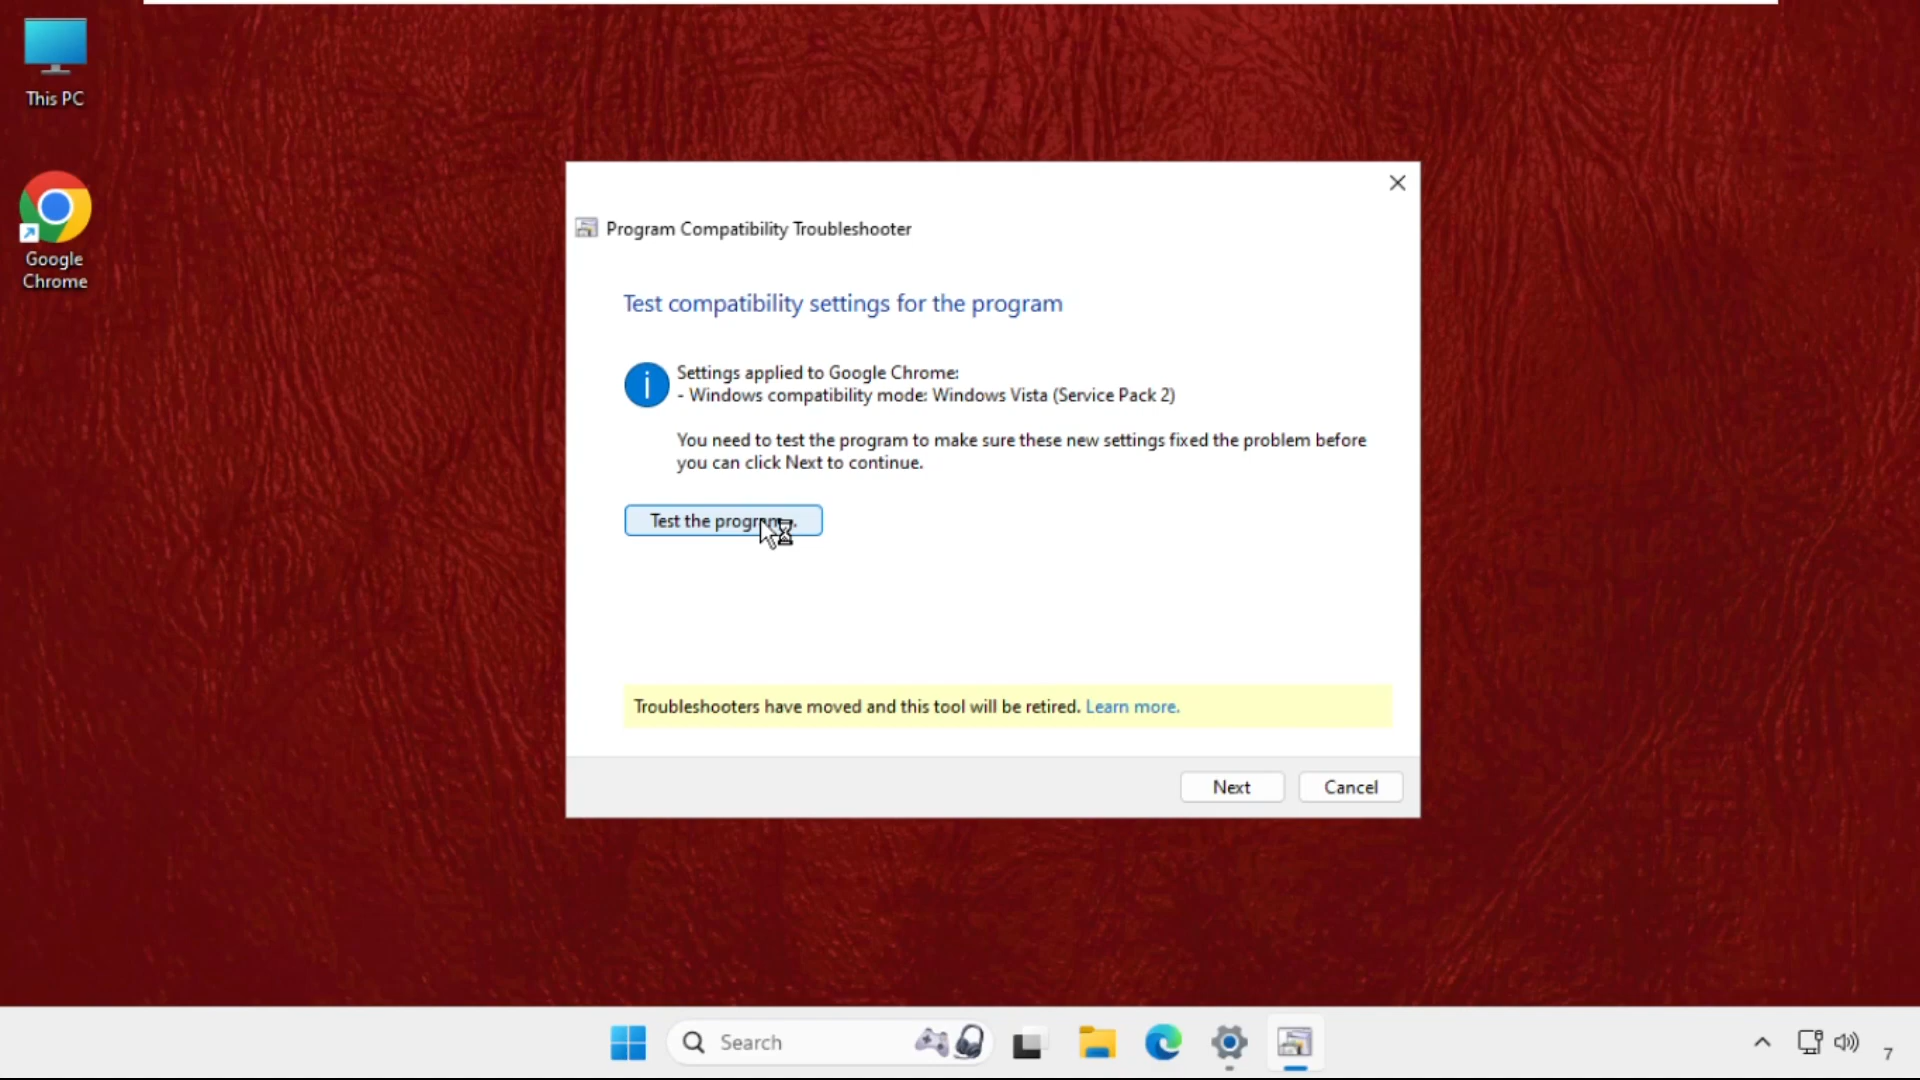 This PC
Google
Chrome
Program Compatibility Troubleshooter
Test compatibility settings for the program
Settings applied to Google Chrome:
- Windows compatibility mode: Windows Vista (Service Pack 2)
You need to test the program to make sure these new settings fixed the problem before
you can click Next to continue.
Test the program...
Troubleshooters have moved and this tool will be retired. Learn more.
Next
Cancel
Search
7